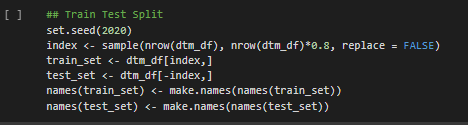 [ ] ## Train Test Split
set.seed(2020)
index <- sample(nrow(dtm_df), nrow(dtm_df)*0.8, replace = FALSE)
train_set <- dtm_df[index,]
test_set <- dtm_df[-index,]
names(train_set) <- make.names(names(train_set))
names(test_set) <- make.names(names(test_set))